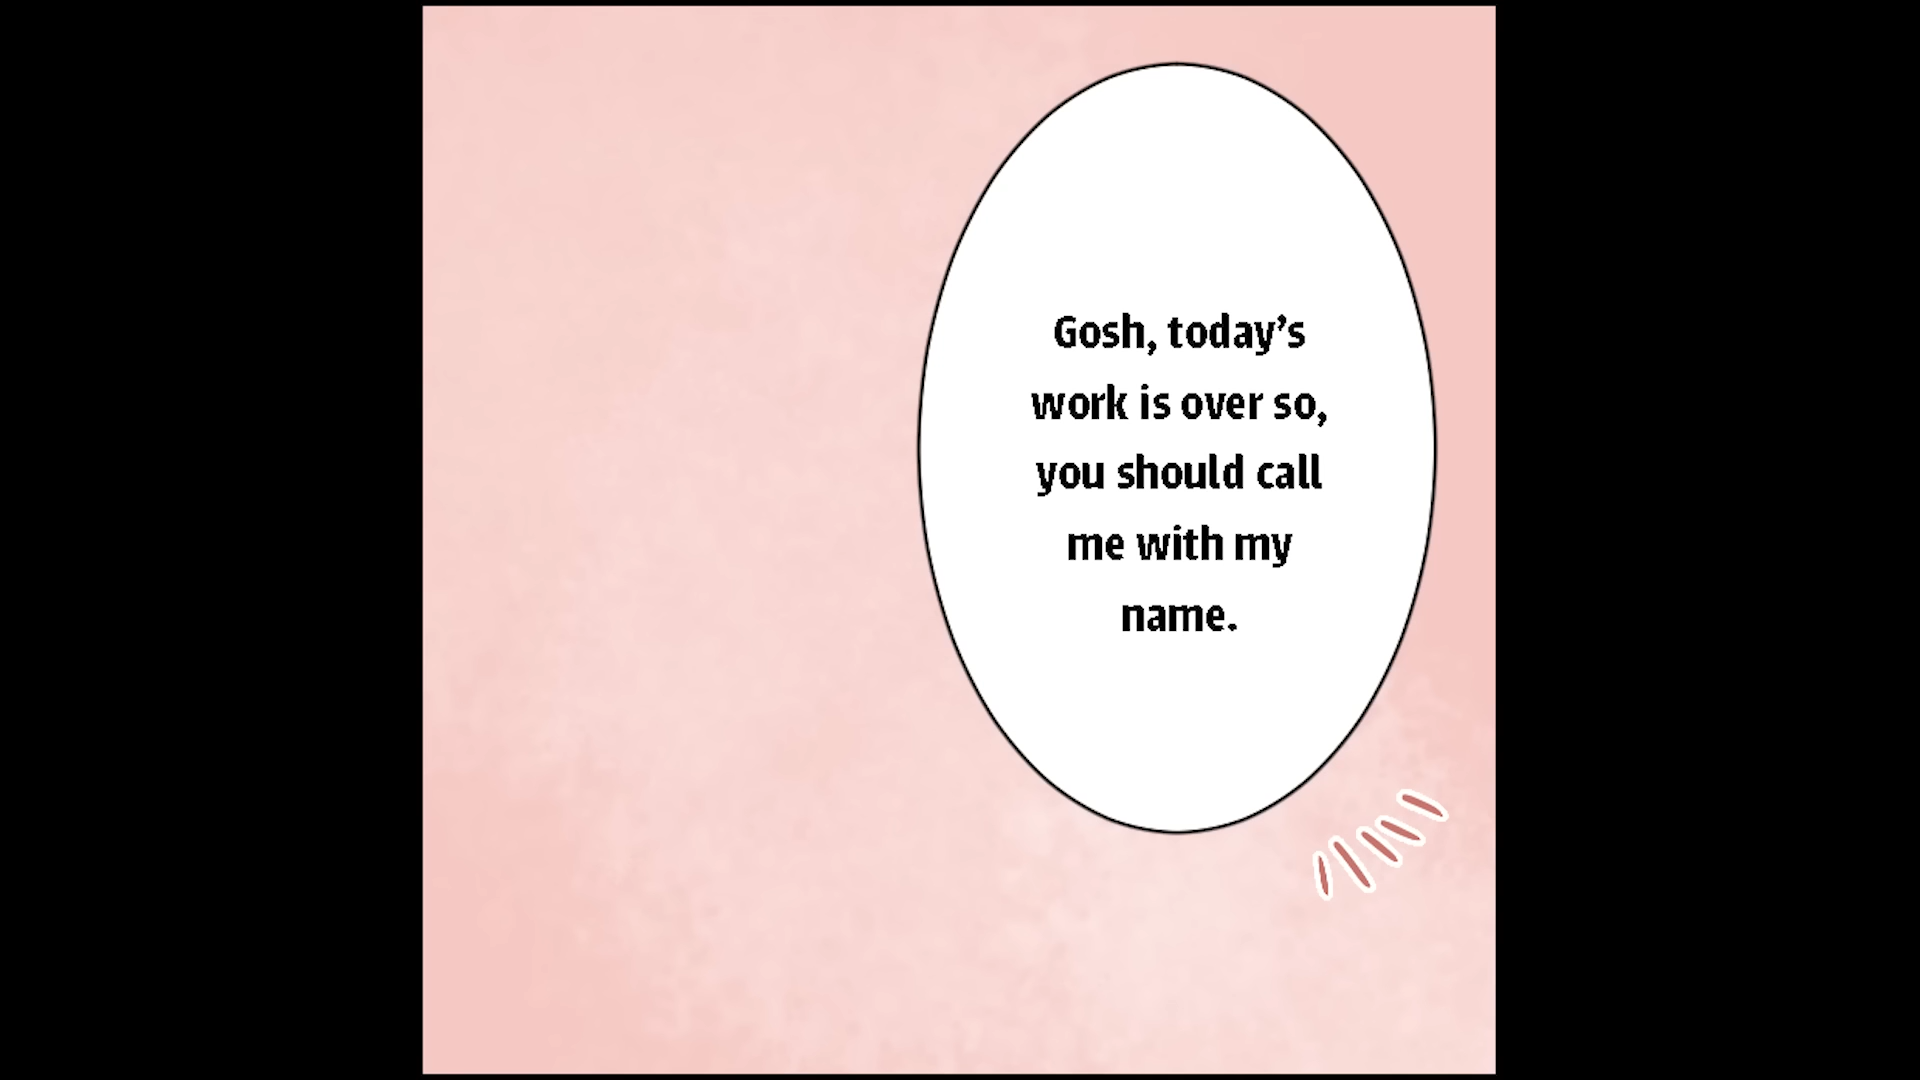 Gosh, today’s
work is over so,
you should call
me with my
name.